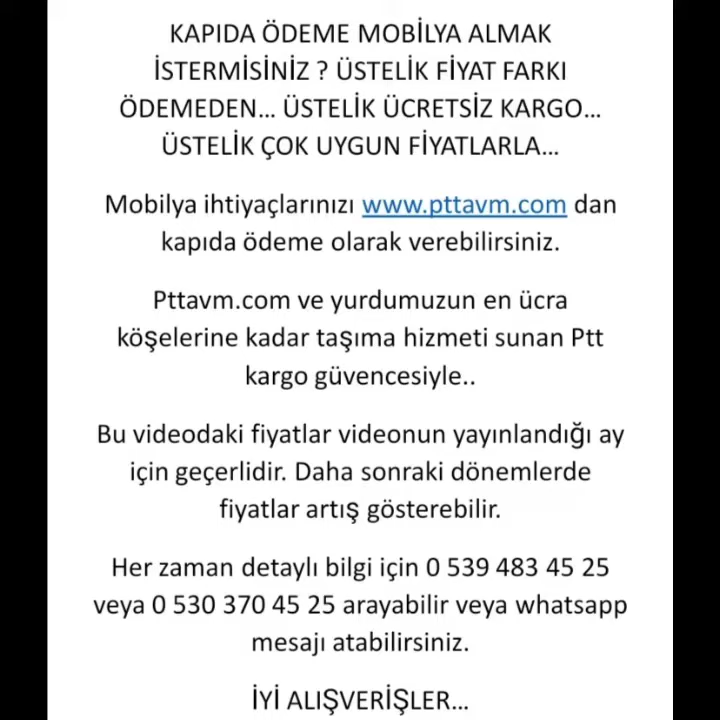 KAPIDA ÖDEME MOBİLYA ALMAK
İSTERMİSİNİZ ? ÜSTELİK FİYAT FARKI
ÖDEMEDEN... ÜSTELİK ÜCRETSİZ KARGO...
ÜSTELİK ÇOK UYGUN FİYATLARLA...
Mobilya ihtiyaçlarınızı www.pttavm.com dan
kapıda ödeme olarak verebilirsiniz.
Pttavm.com ve yurdumuzun en ücra
köşelerine kadar taşıma hizmeti sunan Ptt
kargo güvencesiyle..
Bu videodaki fiyatlar videonun yayınlandığı ay
için geçerlidir. Daha sonraki dönemlerde
fiyatlar artış gösterebilir.
Her zaman detaylı bilgi için 0 539 483 45 25
veya 0 530 370 45 25 arayabilir veya whatsapp
mesajı atabilirsiniz.
İYİ ALIŞVERİŞLER...